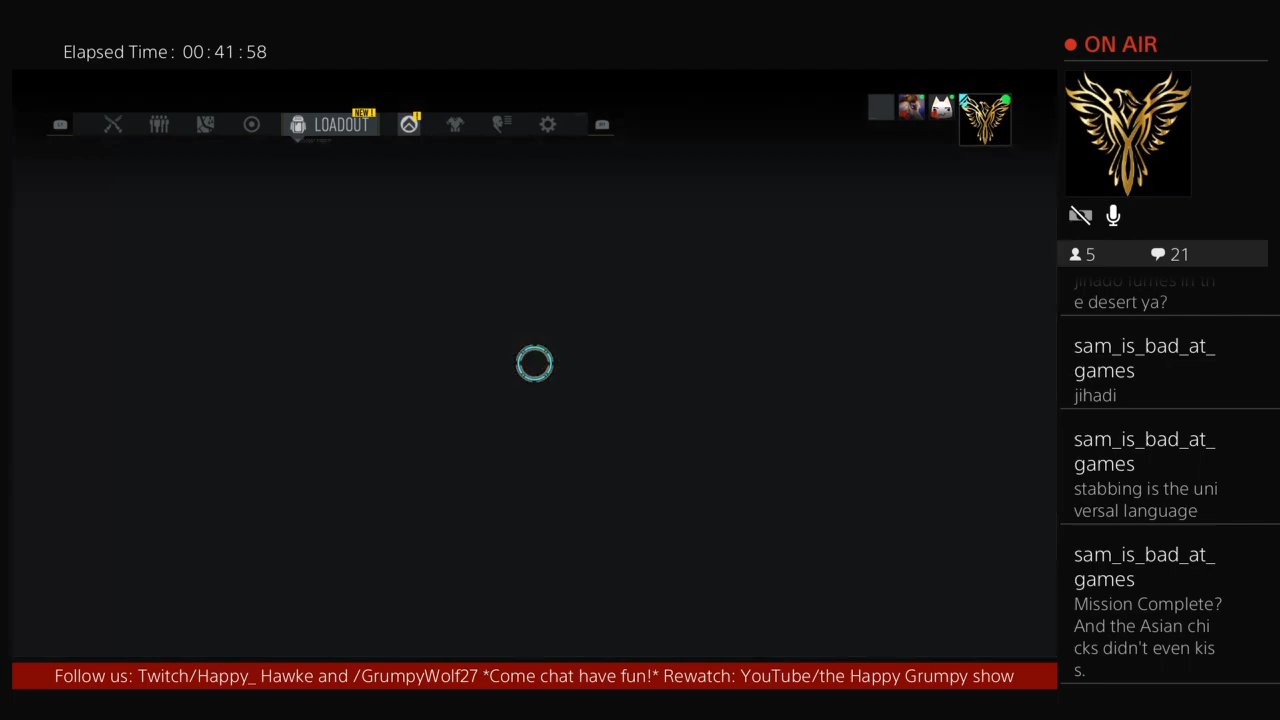 Elapsed Time: 00:41:58
ON AIR
NEW!
LOADOUT
5
21
e desert ya?
sam_is_bad_at_
games
jihadi
sam_is_bad_at_
games
stabbing is the uni
versal language
sam_is_bad_at_
games
Mission Complete?
And the Asian chi
cks didn't even kis
s.
Follow us: Twitch/Happy_ Hawke and /GrumpyWolf27 *Come chat have fun!* Rewatch: YouTube/the Happy Grumpy show